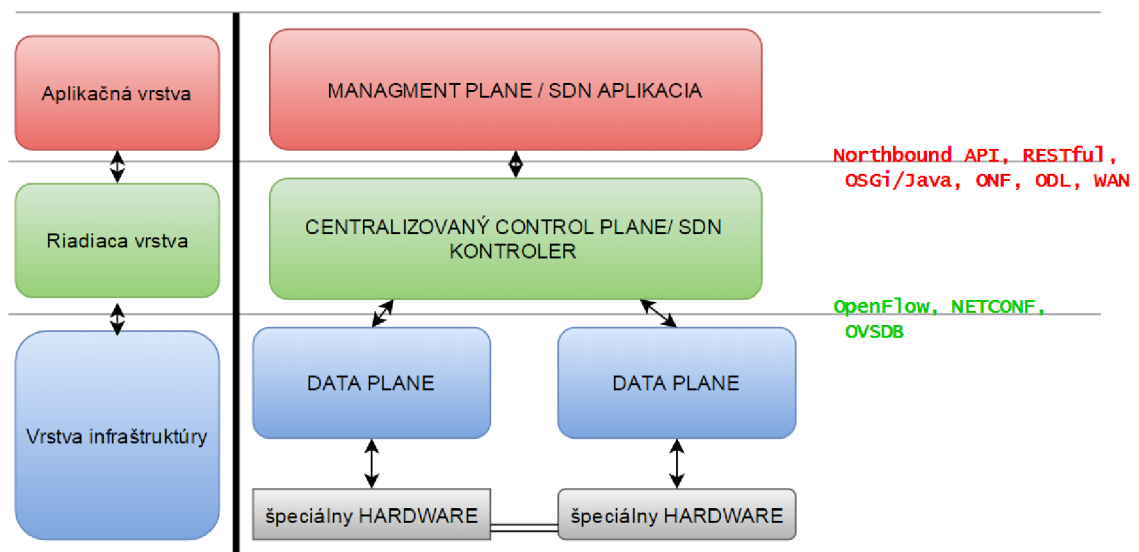 Aplikačná vrstva
MANAGMENT PLANE / SDN APLIKACIA
Northbound API, RESTful,
OSGi/Java, ONF, ODL, WAN
Riadiaca vrstva
CENTRALIZOVANÝ CONTROL PLANE/ SDN
KONTROLER
OpenFlow, NETCONF,
OVSDB
Vrstva infraštruktúry
DATA PLANE
DATA PLANE
špeciálny HARDWARE
špeciálny HARDWARE